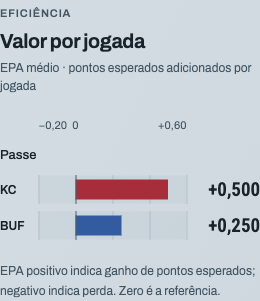 EFICIÊNCIA
Valor por jogada
EPA médio · pontos esperados adicionados por
jogada
−0,20 0 +0,60
Passe
KC +0,500
BUF +0,250
EPA positivo indica ganho de pontos esperados;
negativo indica perda. Zero é a referência.